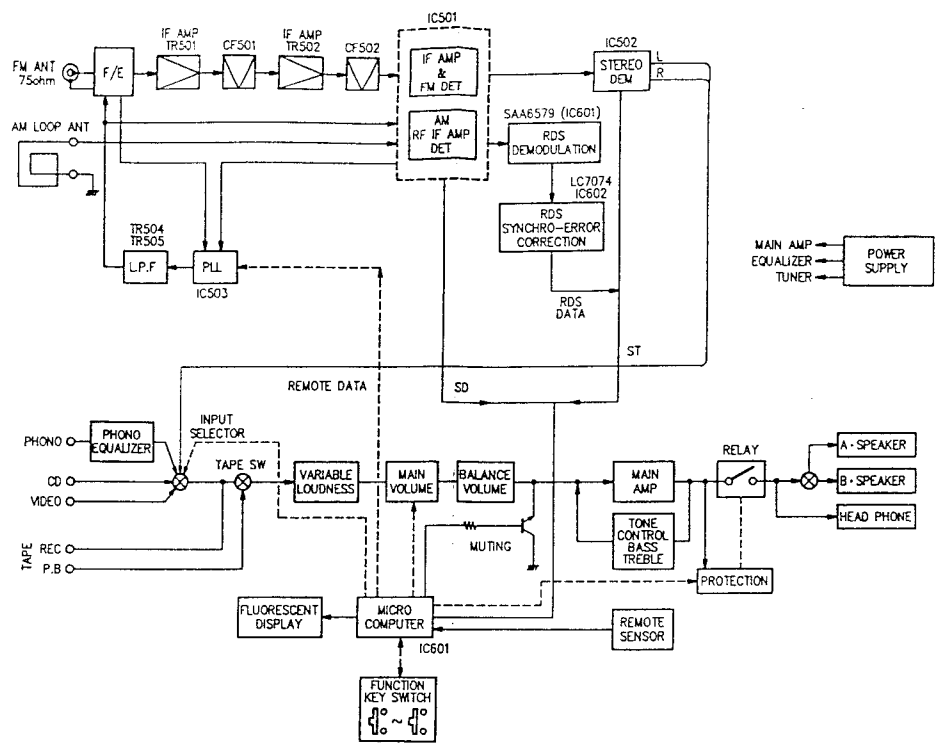 IC501
IF AMP
TR501
CF501
IF AMP
TR502
CF502
IC502
FM ANT
75ohm
F/E
IF AMP
&
FM DET
STEREO
DEM
L
R
AM LOOP ANT
AM
RF IF AMP
DET
SAA6579 (IC601)
RDS
DEMODULATION
LC7074
IC602
RDS
SYNCHRO-ERROR
CORRECTION
TR504
TR505
L.P.F
PLL
IC503
RDS
DATA
MAIN AMP
EQUALIZER
TUNER
POWER
SUPPLY
ST
REMOTE DATA
SD
INPUT
SELECTOR
PHONO
PHONO
EQUALIZER
TAPE SW
CD
VIDEO
VARIABLE
LOUDNESS
MAIN
VOLUME
BALANCE
VOLUME
MAIN
AMP
RELAY
A·SPEAKER
B·SPEAKER
HEAD PHONE
TAPE
REC
P.B
MUTING
TONE
CONTROL
BASS
TREBLE
PROTECTION
FLUORESCENT
DISPLAY
MICRO
COMPUTER
IC601
REMOTE
SENSOR
FUNCTION
KEY SWITCH
~